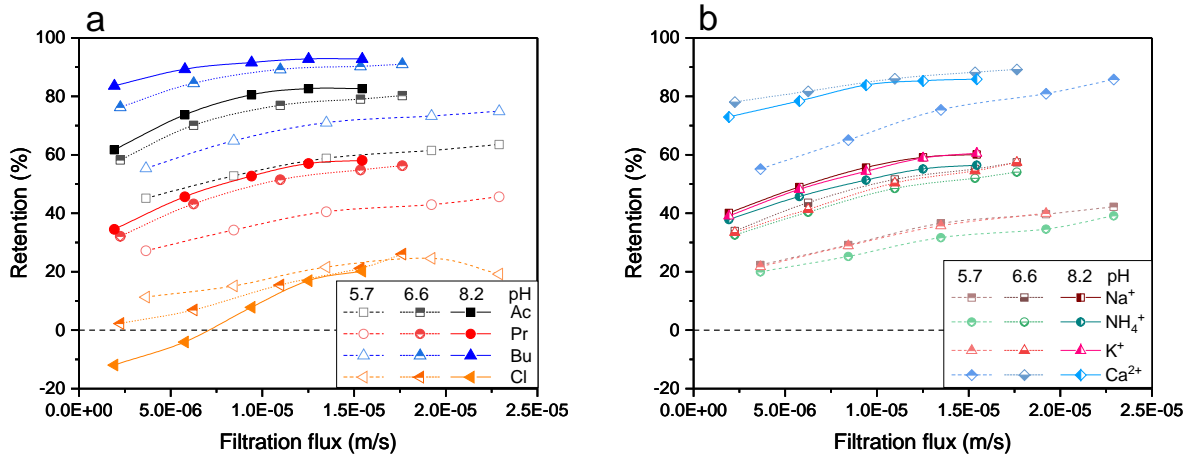 a
100
80
60
40
20
0
-20
Retention (%)
0.0E+00 5.0E-06 1.0E-05 1.5E-05 2.0E-05 2.5E-05
Filtration flux (m/s)
5.7 6.6 8.2 pH
Ac
Pr
Bu
Cl
b
100
80
60
40
20
0
-20
Retention (%)
0.0E+00 5.0E-06 1.0E-05 1.5E-05 2.0E-05 2.5E-05
Filtration flux (m/s)
5.7 6.6 8.2 pH
Na⁺
NH₄⁺
K⁺
Ca²⁺